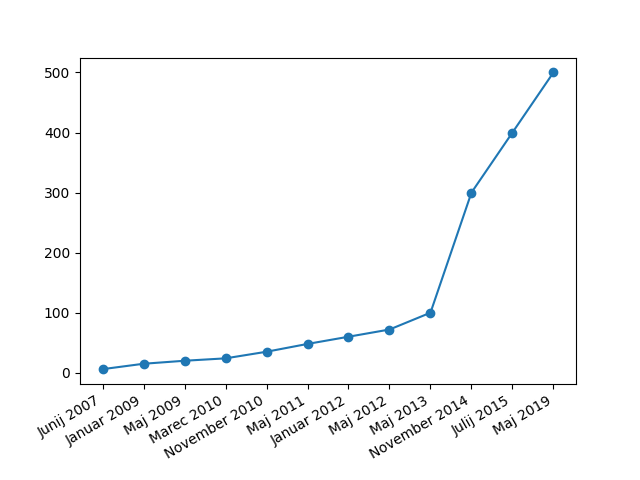 500
400
300
200
100
0
Junij 2007
Januar 2009
Maj 2009
Marec 2010
November 2010
Maj 2011
Januar 2012
Maj 2012
Maj 2013
November 2014
Julij 2015
Maj 2019